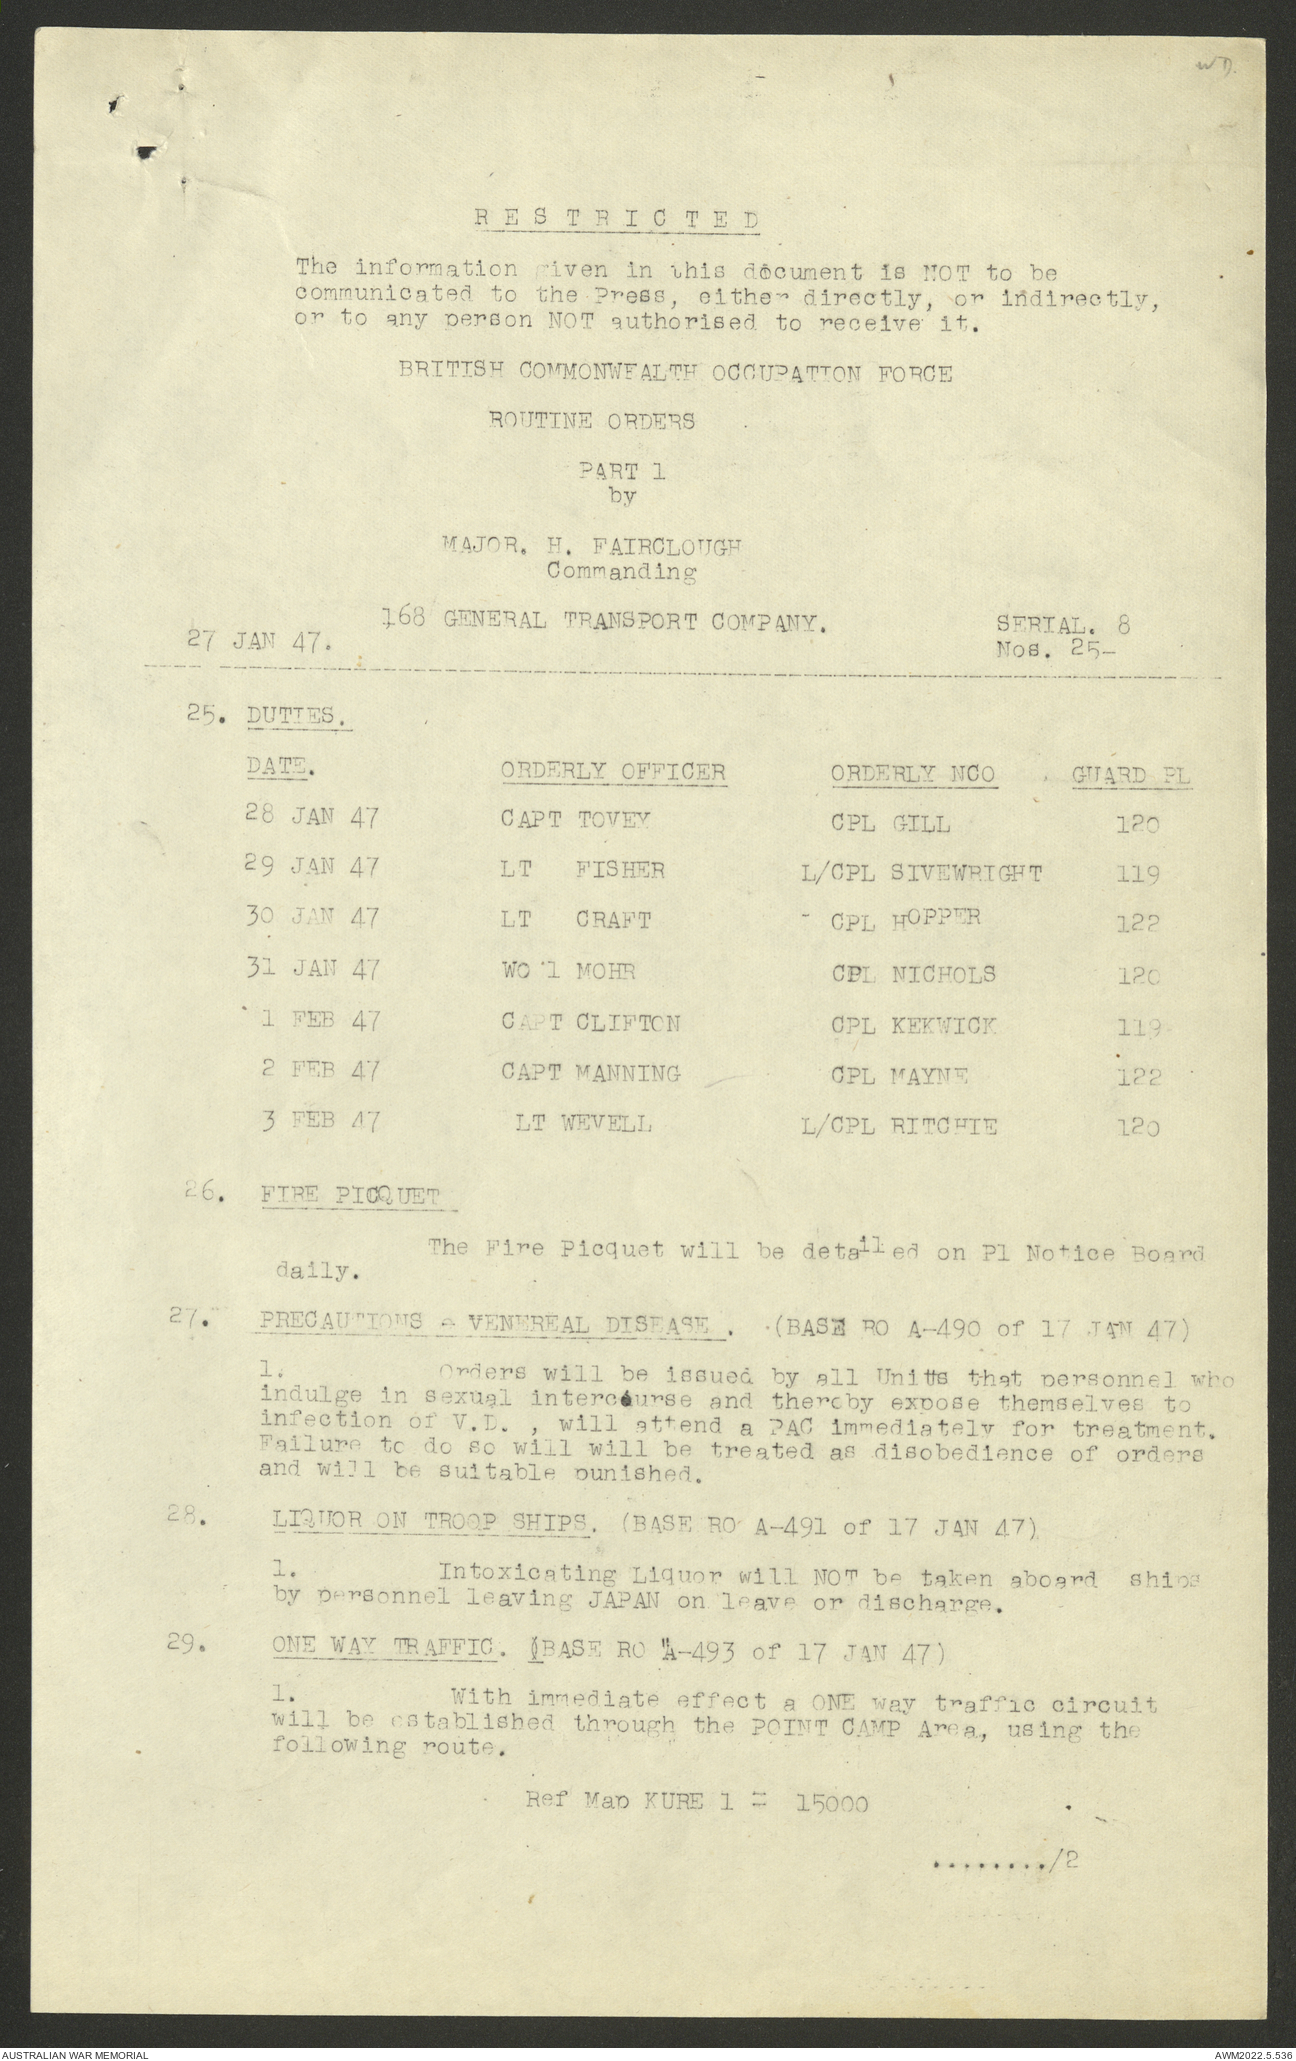 WD.
R E S T R I C T E D
The information given in this document is NOT to be
communicated to the Press, either directly, or indirectly,
or to any person NOT authorised to receive it.
BRITISH COMMONWEALTH OCCUPATION FORCE
ROUTINE ORDERS
PART 1
by
MAJOR. H. FAIRCLOUGH
Commanding
168 GENERAL TRANSPORT COMPANY. SERIAL. 8
27 JAN 47. Nos. 25-
25. DUTIES.
DATE. ORDERLY OFFICER ORDERLY NCO GUARD PL
28 JAN 47 CAPT TOVEY CPL GILL 120
29 JAN 47 LT FISHER L/CPL SIVEWRIGHT 119
30 JAN 47 LT CRAFT CPL HOPPER 122
31 JAN 47 WO 1 MOHR CPL NICHOLS 120
1 FEB 47 CAPT CLIFTON CPL KEKWICK 119
2 FEB 47 CAPT MANNING CPL MAYNE 122
3 FEB 47 LT WEVELL L/CPL RITCHIE 120
26. FIRE PICQUET
The Fire Picquet will be detailed on Pl Notice Board
daily.
27. PRECAUTIONS - VENEREAL DISEASE . (BASE RO A-490 of 17 JAN 47)
1. Orders will be issued by all Units that personnel who
indulge in sexual intercourse and thereby expose themselves to
infection of V.D. , will attend a PAC immediately for treatment.
Failure to do so will will be treated as disobedience of orders
and will be suitable punished.
28. LIQUOR ON TROOP SHIPS. (BASE RO A-491 of 17 JAN 47)
1. Intoxicating Liquor will NOT be taken aboard ships
by personnel leaving JAPAN on leave or discharge.
29. ONE WAY TRAFFIC. (BASE RO "A-493 of 17 JAN 47)
1. With immediate effect a ONE way traffic circuit
will be established through the POINT CAMP Area, using the
following route.
Ref Map KURE 1 = 15000
......../2
AUSTRALIAN WAR MEMORIAL AWM2022.5.536